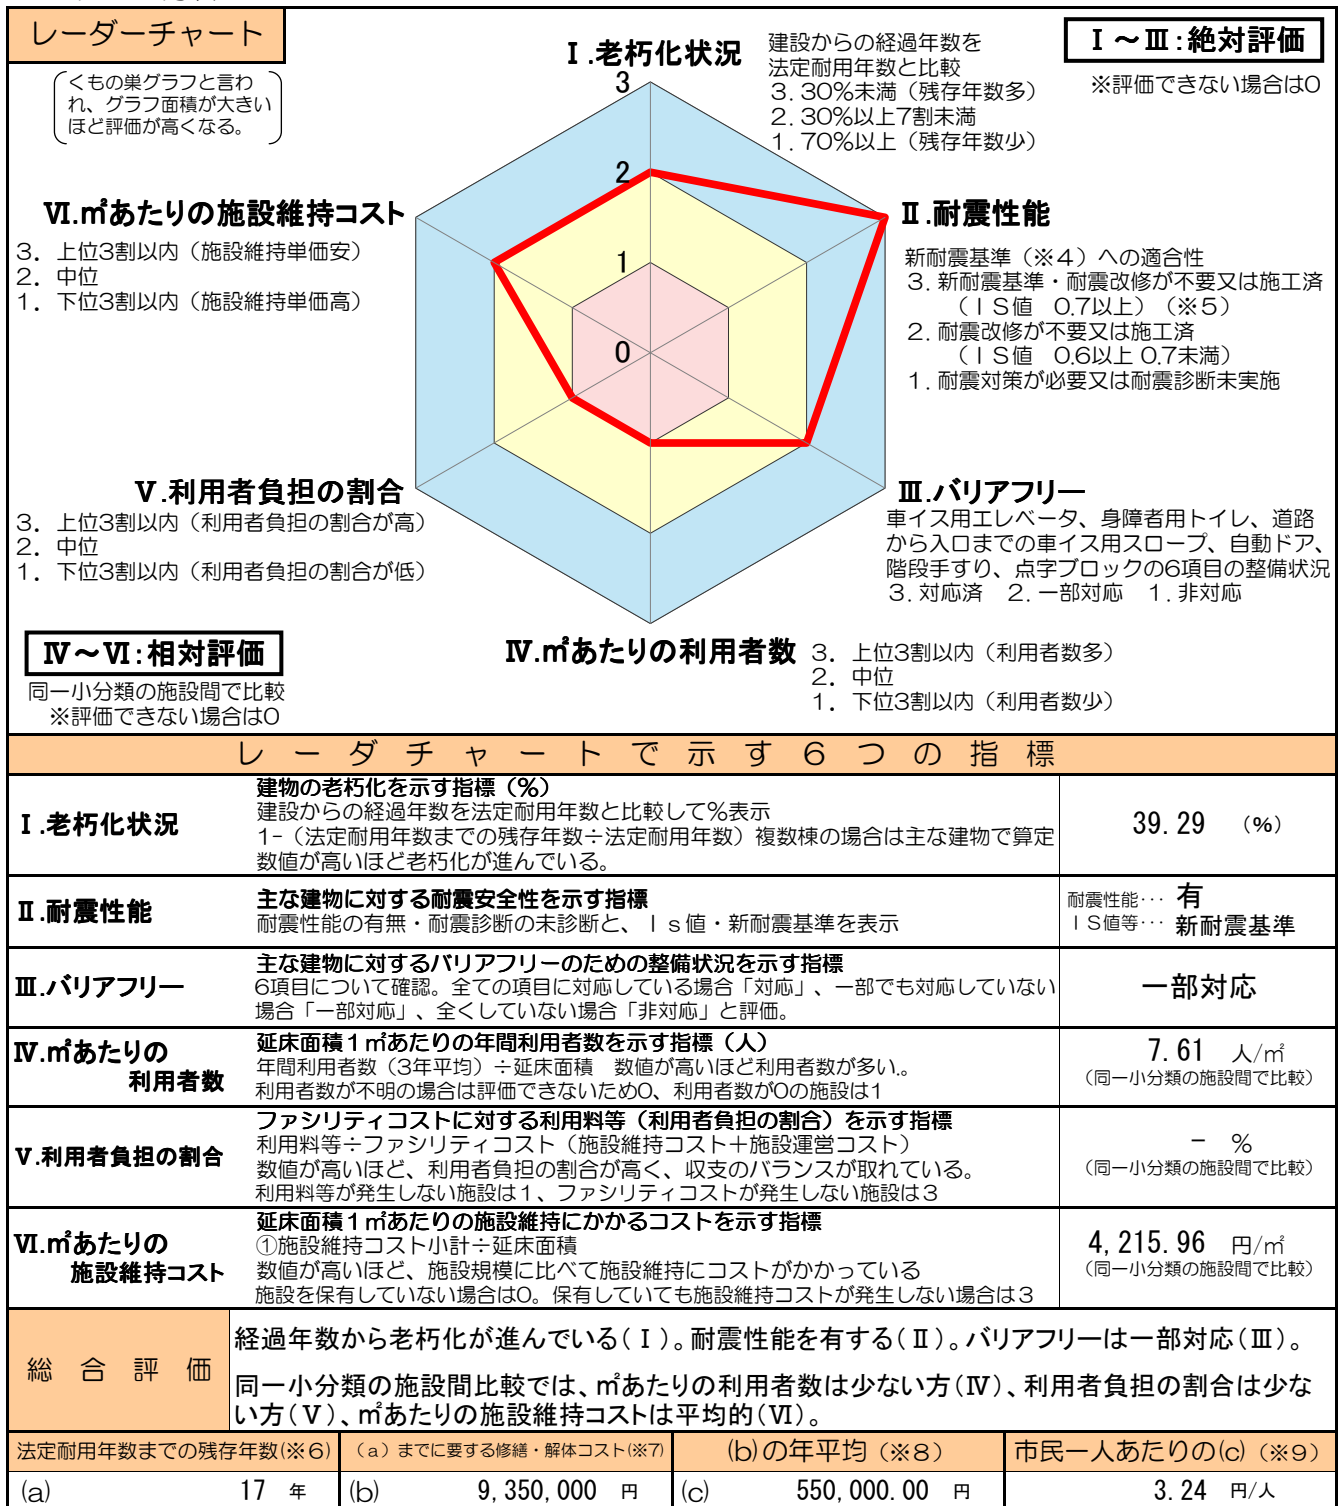 レーダーチャート
くもの巣グラフと言わ
れ、グラフ面積が大きい
ほど評価が高くなる。
Ⅰ.老朽化状況
建設からの経過年数を
法定耐用年数と比較
3. 30%未満（残存年数多）
2. 30%以上7割未満
1. 70%以上（残存年数少）
Ⅰ～Ⅲ:絶対評価
※評価できない場合は0
3
2
1
0
Ⅵ.㎡あたりの施設維持コスト
3. 上位3割以内（施設維持単価安）
2. 中位
1. 下位3割以内（施設維持単価高）
Ⅱ.耐震性能
新耐震基準（※4）への適合性
3. 新耐震基準・耐震改修が不要又は施工済
（ＩＳ値　0.7以上）（※5）
2. 耐震改修が不要又は施工済
（ＩＳ値　0.6以上 0.7未満）
1. 耐震対策が必要又は耐震診断未実施
Ⅴ.利用者負担の割合
3. 上位3割以内（利用者負担の割合が高）
2. 中位
1. 下位3割以内（利用者負担の割合が低）
Ⅲ.バリアフリー
車イス用エレベータ、身障者用トイレ、道路
から入口までの車イス用スロープ、自動ドア、
階段手すり、点字ブロックの6項目の整備状況
3. 対応済　2. 一部対応　1. 非対応
Ⅳ～Ⅵ:相対評価
同一小分類の施設間で比較
※評価できない場合は0
Ⅳ.㎡あたりの利用者数
3. 上位3割以内（利用者数多）
2. 中位
1. 下位3割以内（利用者数少）
レーダチャートで示す6つの指標
Ⅰ.老朽化状況
建物の老朽化を示す指標（%）
建設からの経過年数を法定耐用年数と比較して%表示
1-（法定耐用年数までの残存年数÷法定耐用年数）複数棟の場合は主な建物で算定
数値が高いほど老朽化が進んでいる。
39.29 （%）
Ⅱ.耐震性能
主な建物に対する耐震安全性を示す指標
耐震性能の有無・耐震診断の未診断と、Ｉｓ値・新耐震基準を表示
耐震性能･･･ 有
ＩＳ値等･･･ 新耐震基準
Ⅲ.バリアフリー
主な建物に対するバリアフリーのための整備状況を示す指標
6項目について確認。全ての項目に対応している場合「対応」、一部でも対応していない
場合「一部対応」、全くしていない場合「非対応」と評価。
一部対応
Ⅳ.㎡あたりの
利用者数
延床面積１㎡あたりの年間利用者数を示す指標（人）
年間利用者数（3年平均）÷延床面積　数値が高いほど利用者数が多い。
利用者数が不明の場合は評価できないため0、利用者数が0の施設は1
7.61 人/㎡
（同一小分類の施設間で比較）
Ⅴ.利用者負担の割合
ファシリティコストに対する利用料等（利用者負担の割合）を示す指標
利用料等÷ファシリティコスト（施設維持コスト＋施設運営コスト）
数値が高いほど、利用者負担の割合が高く、収支のバランスが取れている。
利用料等が発生しない施設は１、ファシリティコストが発生しない施設は３
－ %
（同一小分類の施設間で比較）
Ⅵ.㎡あたりの
施設維持コスト
延床面積１㎡あたりの施設維持にかかるコストを示す指標
①施設維持コスト小計÷延床面積
数値が高いほど、施設規模に比べて施設維持にコストがかかっている
施設を保有していない場合は0。保有していても施設維持コストが発生しない場合は３
4,215.96 円/㎡
（同一小分類の施設間で比較）
総合評価
経過年数から老朽化が進んでいる(Ⅰ)。耐震性能を有する(Ⅱ)。バリアフリーは一部対応(Ⅲ)。
同一小分類の施設間比較では、㎡あたりの利用者数は少ない方(Ⅳ)、利用者負担の割合は少な
い方(Ⅴ)、㎡あたりの施設維持コストは平均的(Ⅵ)。
法定耐用年数までの残存年数(※6)
（a）までに要する修繕・解体コスト(※7)
(b)の年平均（※8）
市民一人あたりの(c)（※9）
(a) 17 年
(b) 9,350,000 円
(c) 550,000.00 円
3.24 円/人